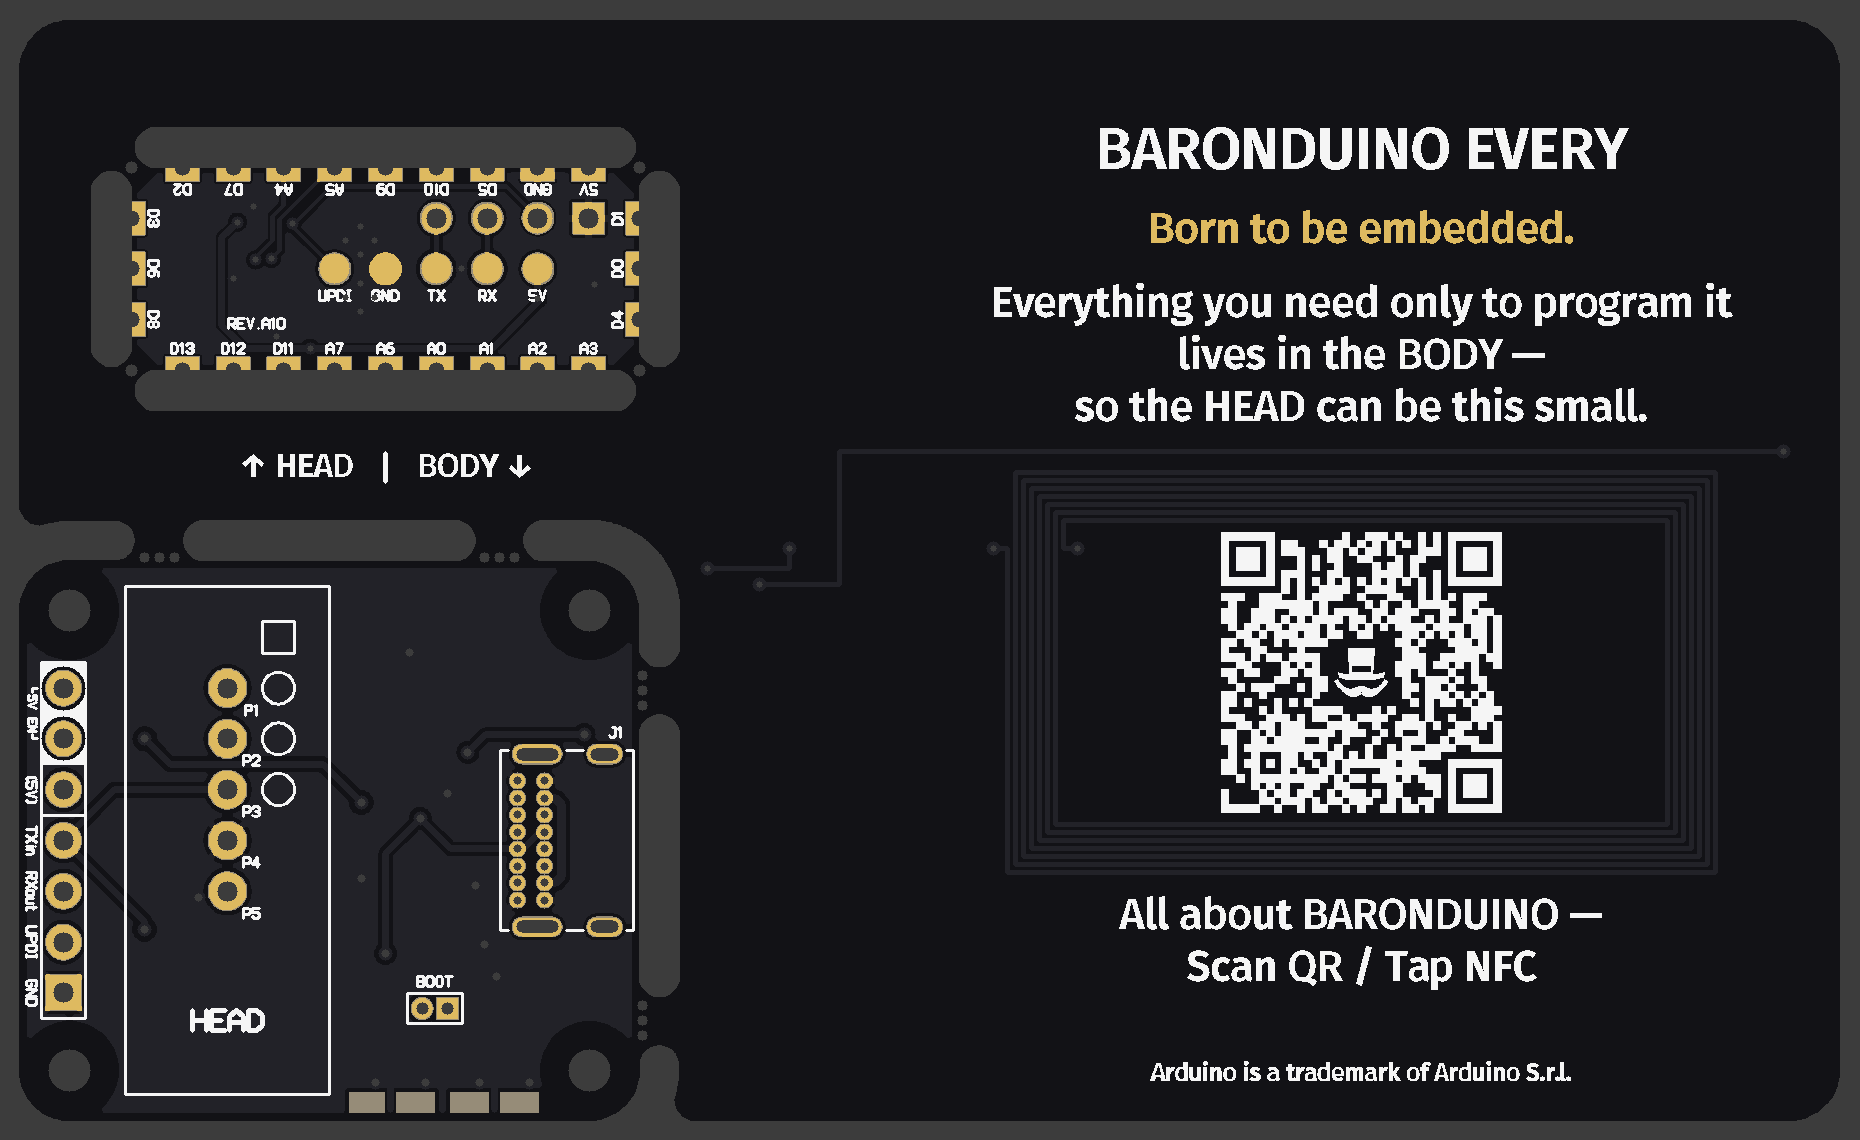 D2 D7 A4 A5 D9 D10 D5 GND 5V
D3 D6 D8
D1 D0 D4
UPDI GND TX RX 5V
REV.A10
D13 D12 D11 A7 A6 A0 A1 A2 A3
↑ HEAD | BODY ↓
P1
P2
P3
P4
P5
HEAD
(5V)
TXin
RXout
UPDI
GND
J1
BOOT
BARONDUINO EVERY
Born to be embedded.
Everything you need only to program it
lives in the BODY —
so the HEAD can be this small.
All about BARONDUINO —
Scan QR / Tap NFC
Arduino is a trademark of Arduino S.r.l.